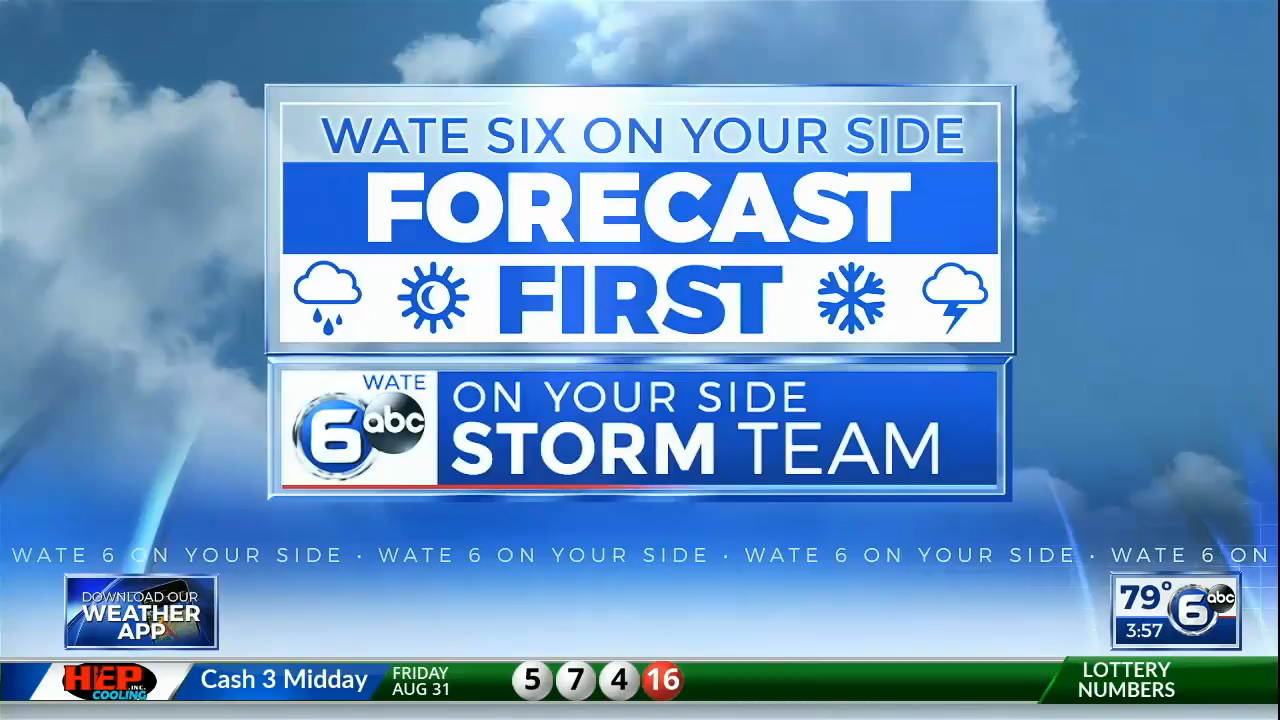 WATE SIX ON YOUR SIDE
FORECAST
FIRST
WATE
6
abc
ON YOUR SIDE
STORM TEAM
WATE 6 ON YOUR SIDE · WATE 6 ON YOUR SIDE · WATE 6 ON YOUR SIDE · WATE 6 ON
DOWNLOAD OUR
WEATHER
APP
79°
3:57
6
abc
HEP INC.
COOLING
Cash 3 Midday
FRIDAY
AUG 31
5 7 4 16
LOTTERY
NUMBERS